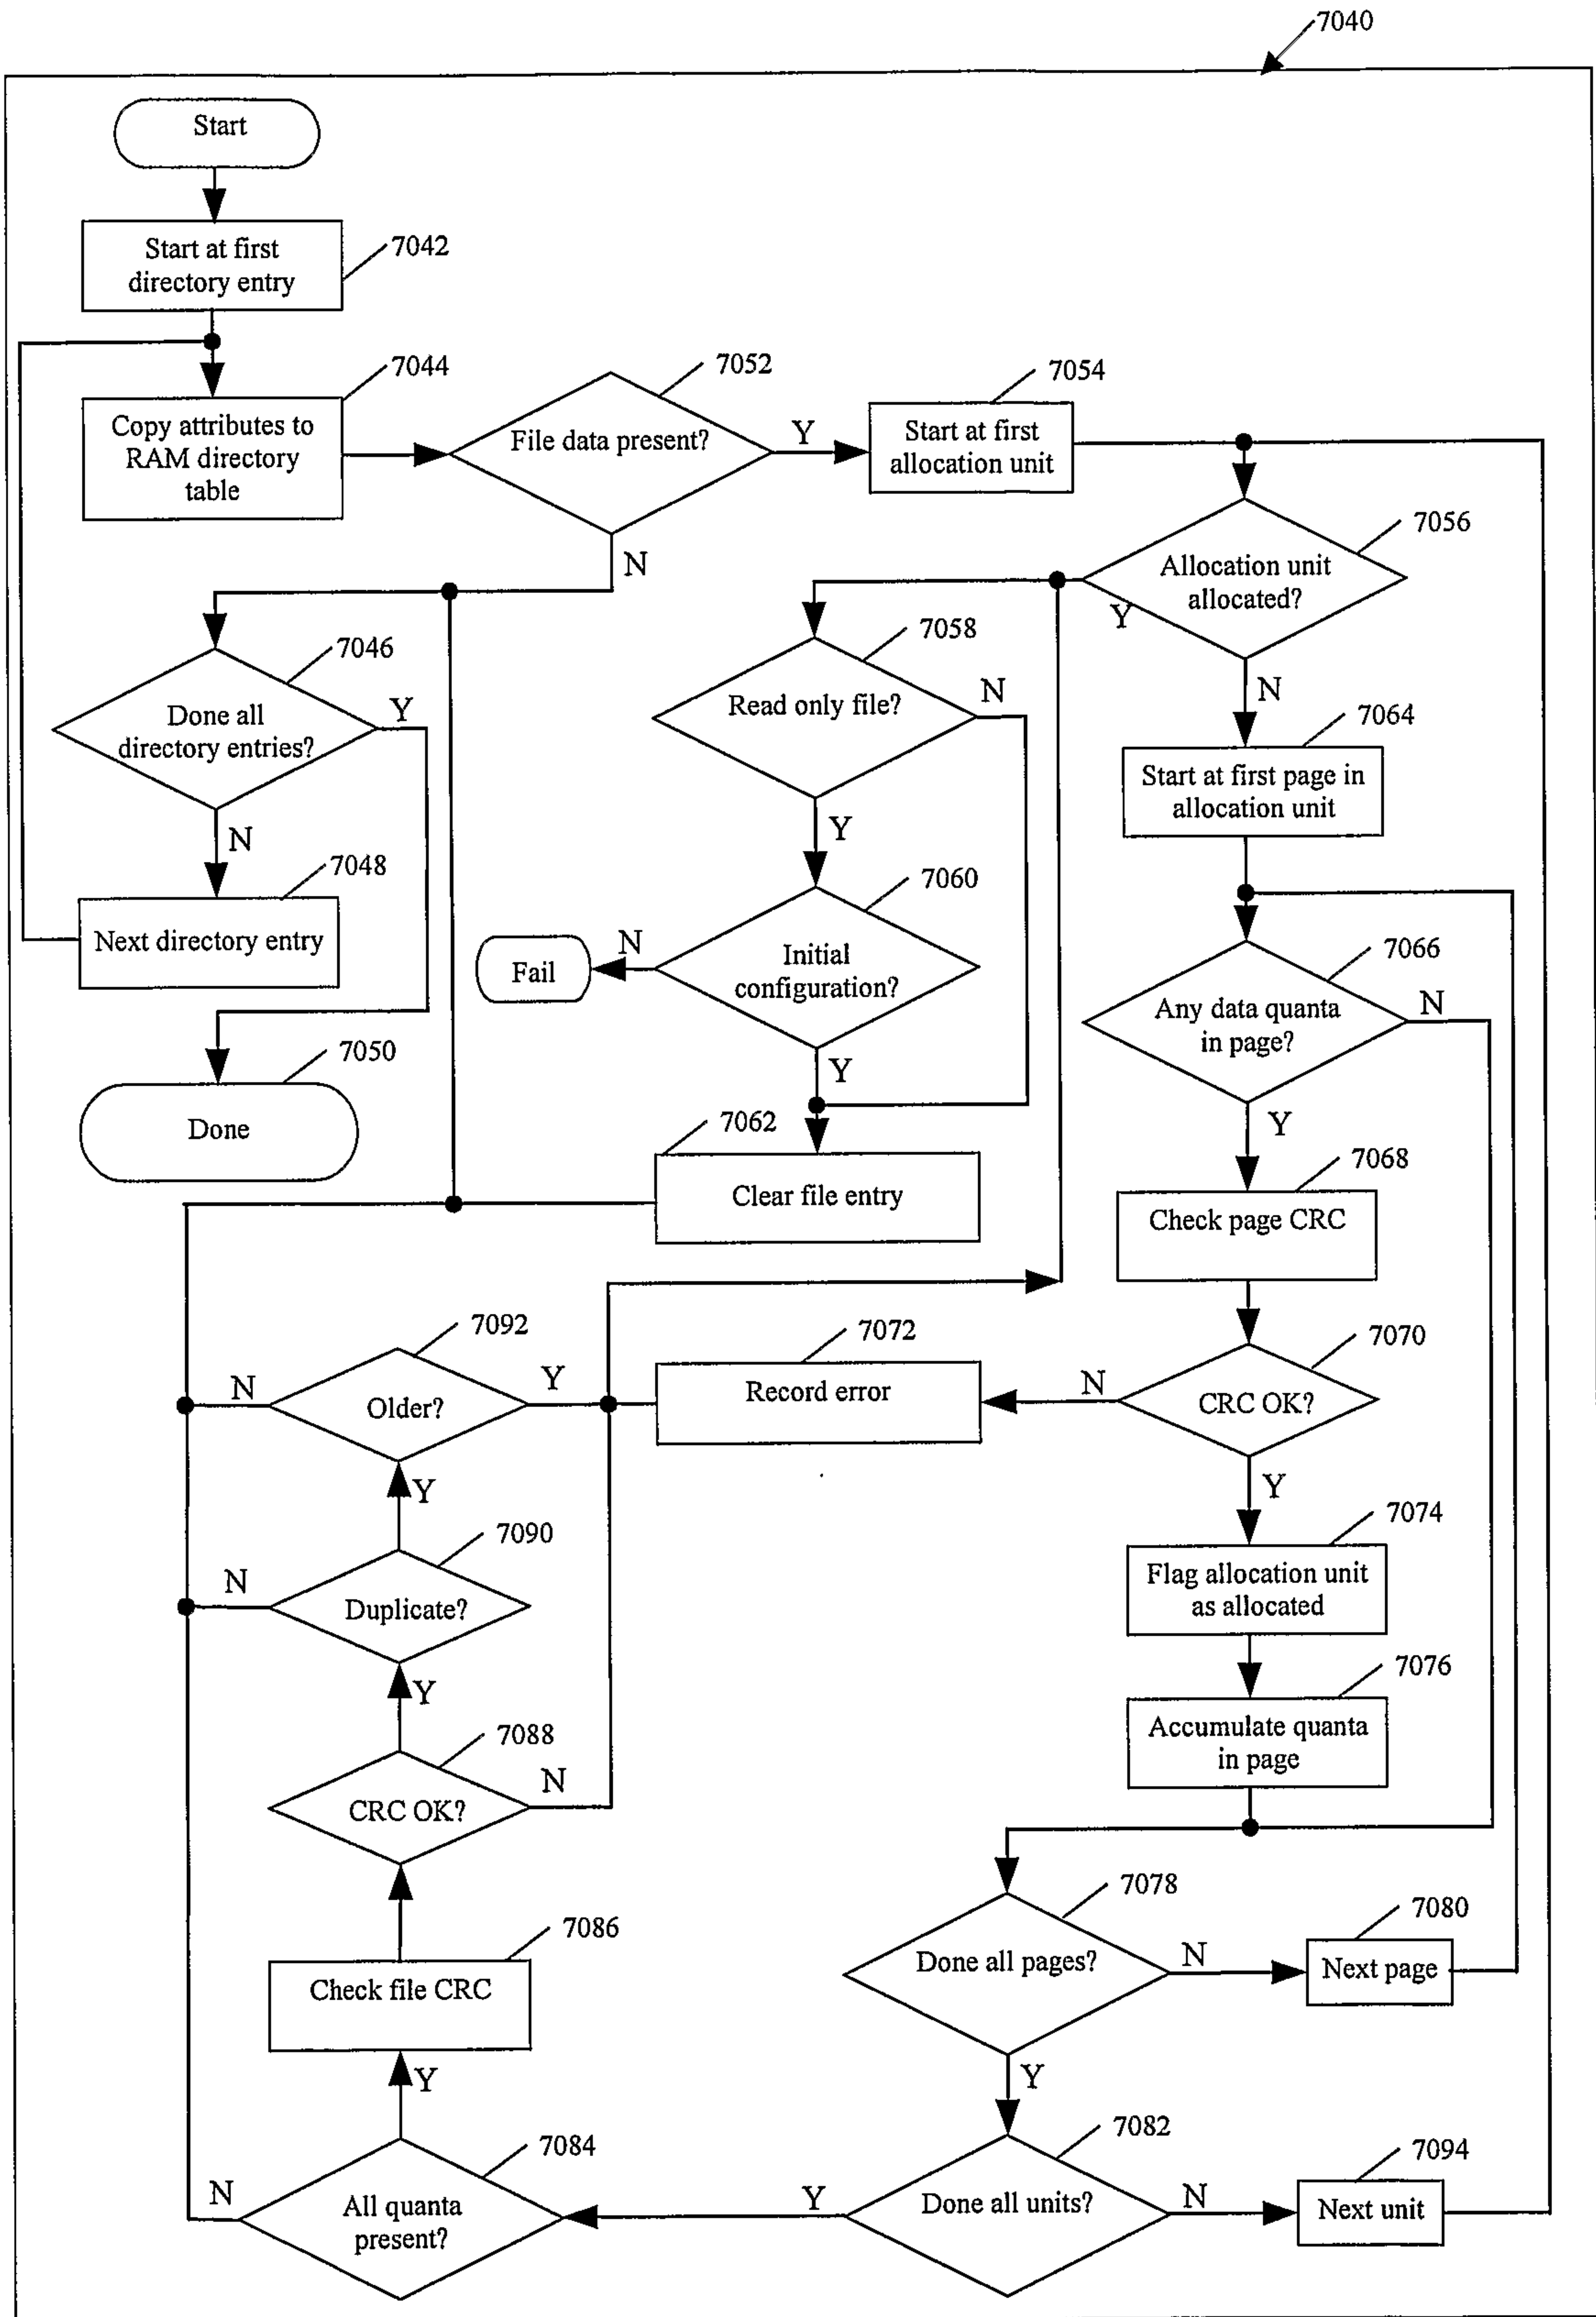 7040
Start
Start at first
directory entry
7042
Copy attributes to
RAM directory
table
7044
File data present?
7052
Y
N
Start at first
allocation unit
7054
Allocation unit
allocated?
7056
Y
N
Done all
directory entries?
7046
Y
N
Next directory entry
7048
Done
7050
Read only file?
7058
N
Y
Initial
configuration?
7060
N
Y
Fail
Clear file entry
7062
Start at first page in
allocation unit
7064
Any data quanta
in page?
7066
N
Y
Check page CRC
7068
CRC OK?
7070
N
Y
Record error
7072
Flag allocation unit
as allocated
7074
Accumulate quanta
in page
7076
Done all pages?
7078
N
Y
Next page
7080
Done all units?
7082
Y
N
Next unit
7094
All quanta
present?
7084
N
Y
Check file CRC
7086
CRC OK?
7088
N
Y
Duplicate?
7090
N
Y
Older?
7092
N
Y